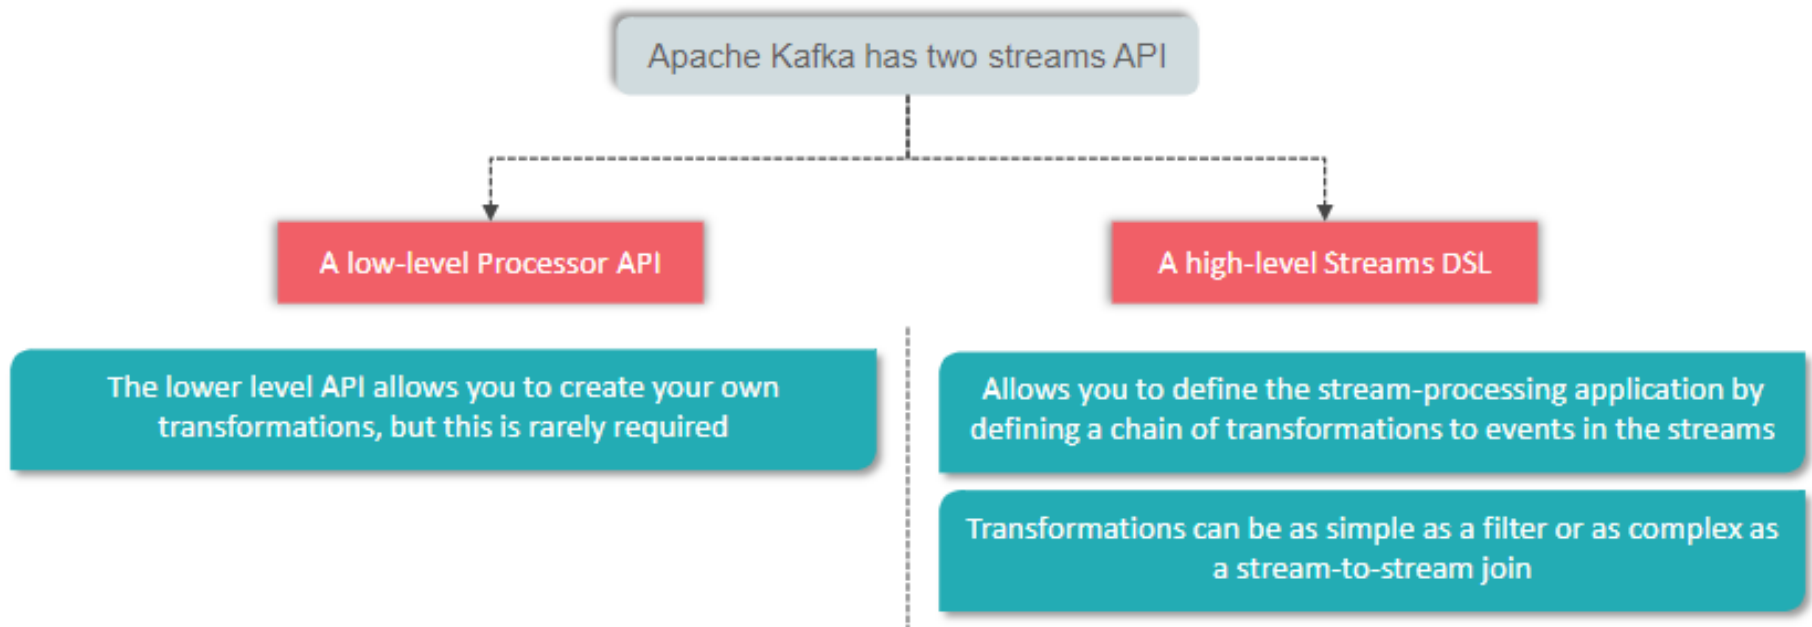 Apache Kafka has two streams API
A low-level Processor API
A high-level Streams DSL
The lower level API allows you to create your own
transformations, but this is rarely required
Allows you to define the stream-processing application by
defining a chain of transformations to events in the streams
Transformations can be as simple as a filter or as complex as
a stream-to-stream join